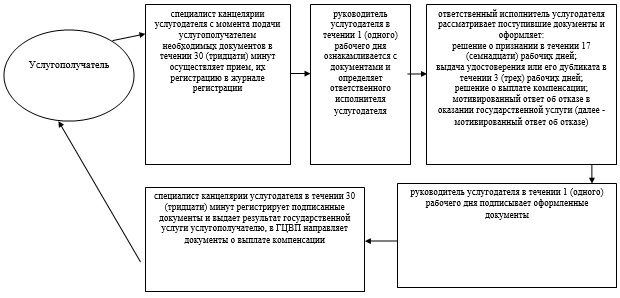 Услугополучатель
специалист канцелярии
услугодателя с момента подачи
услугополучателем
необходимых документов в
течении 30 (тридцати) минут
осуществляет прием, их
регистрацию в журнале
регистрации
руководитель
услугодателя в
течении 1 (одного)
рабочего дня
ознакамливается с
документами и
определяет
ответственного
исполнителя
услугодателя
ответственный исполнитель услугодателя
рассматривает поступившие документы и
оформляет:
решение о признании в течении 17
(семнадцати) рабочих дней;
выдача удостоверения или его дубликата в
течении 3 (трех) рабочих дней;
решение о выплате компенсации;
мотивированный ответ об отказе в
оказании государственной услуги (далее -
мотивированный ответ об отказе)
руководитель услугодателя в течении 1 (одного)
рабочего дня подписывает оформленные
документы
специалист канцелярии услугодателя в течении 30
(тридцати) минут регистрирует подписанные
документы и выдает результат государственной
услуги услугополучателю, в ГЦВП направляет
документы о выплате компенсации